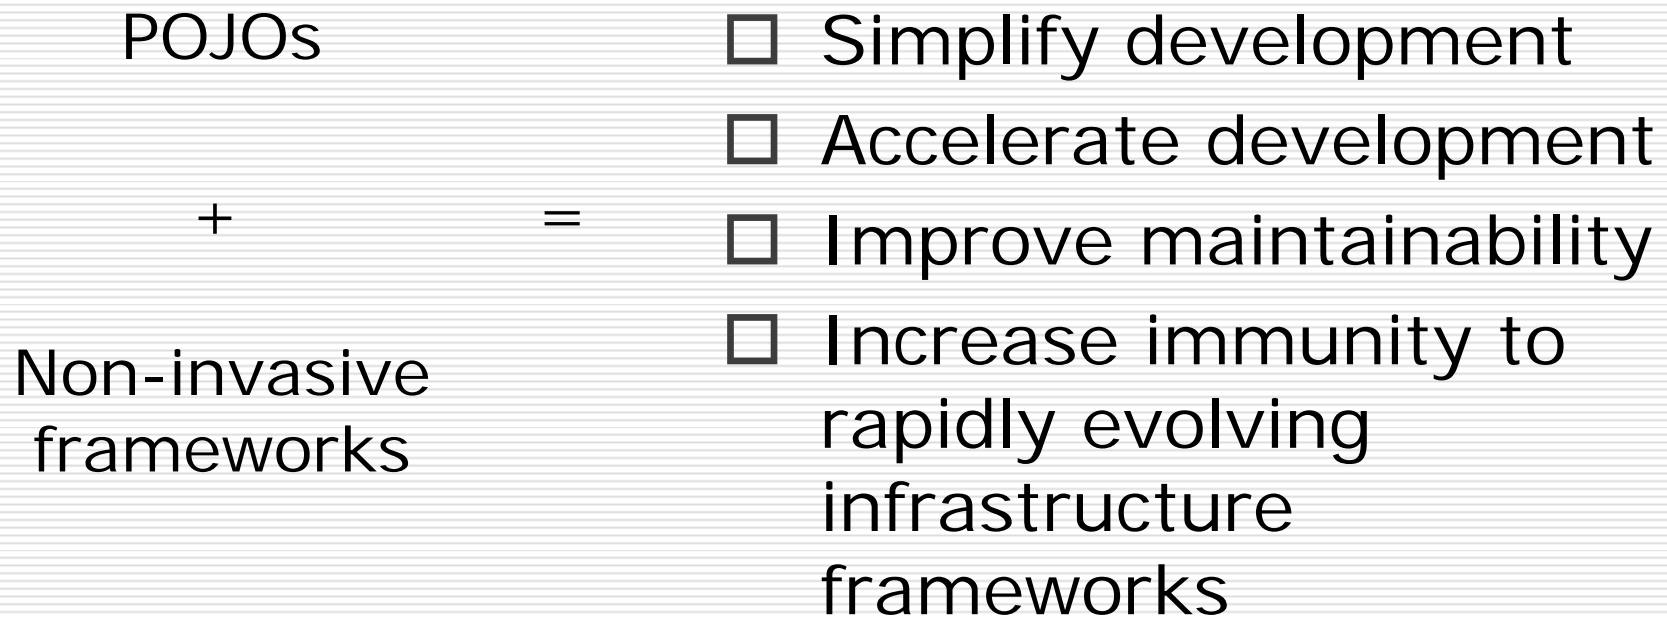 POJOs
+
Non-invasive
frameworks
=
Simplify development
Accelerate development
Improve maintainability
Increase immunity to
rapidly evolving
infrastructure
frameworks